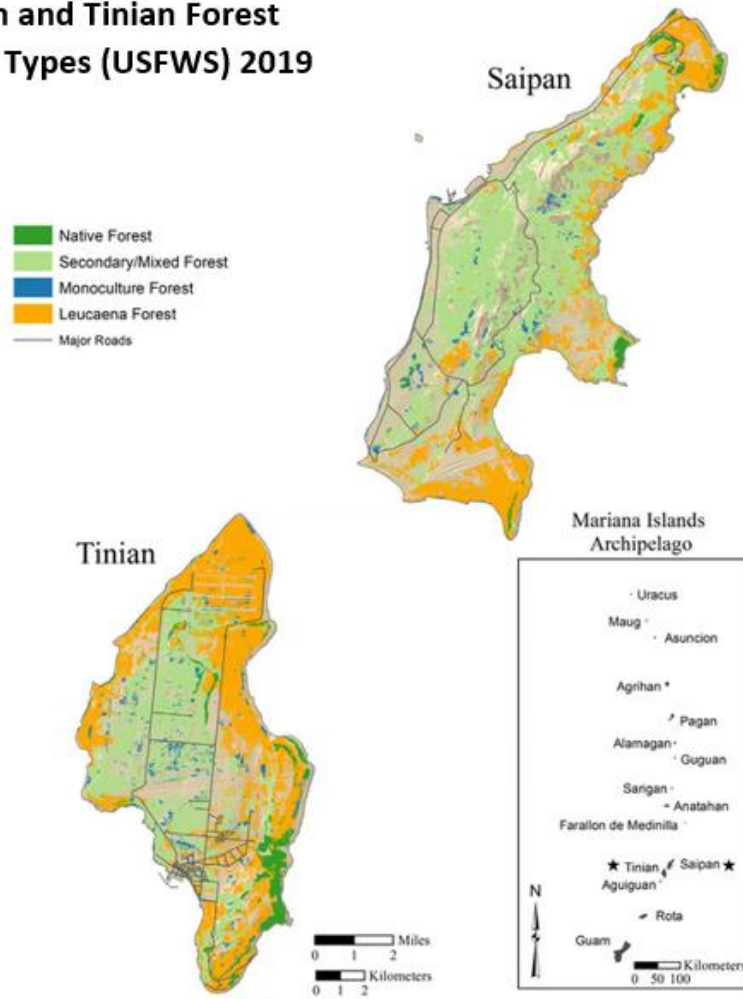 and Tinian Forest
Types (USFWS) 2019
Saipan
Native Forest
Secondary/Mixed Forest
Monoculture Forest
Leucaena Forest
Major Roads
Tinian
Mariana Islands
Archipelago
Uracus
Maug
Asuncion
Agrihan
Pagan
Alamagan
Guguan
Sarigan
Anatahan
Farallon de Medinilla
★ Tinian Saipan ★
Aguiguan
N
Rota
Guam
Kilometers
0 50 100
Miles
0 1 2
Kilometers
0 1 2